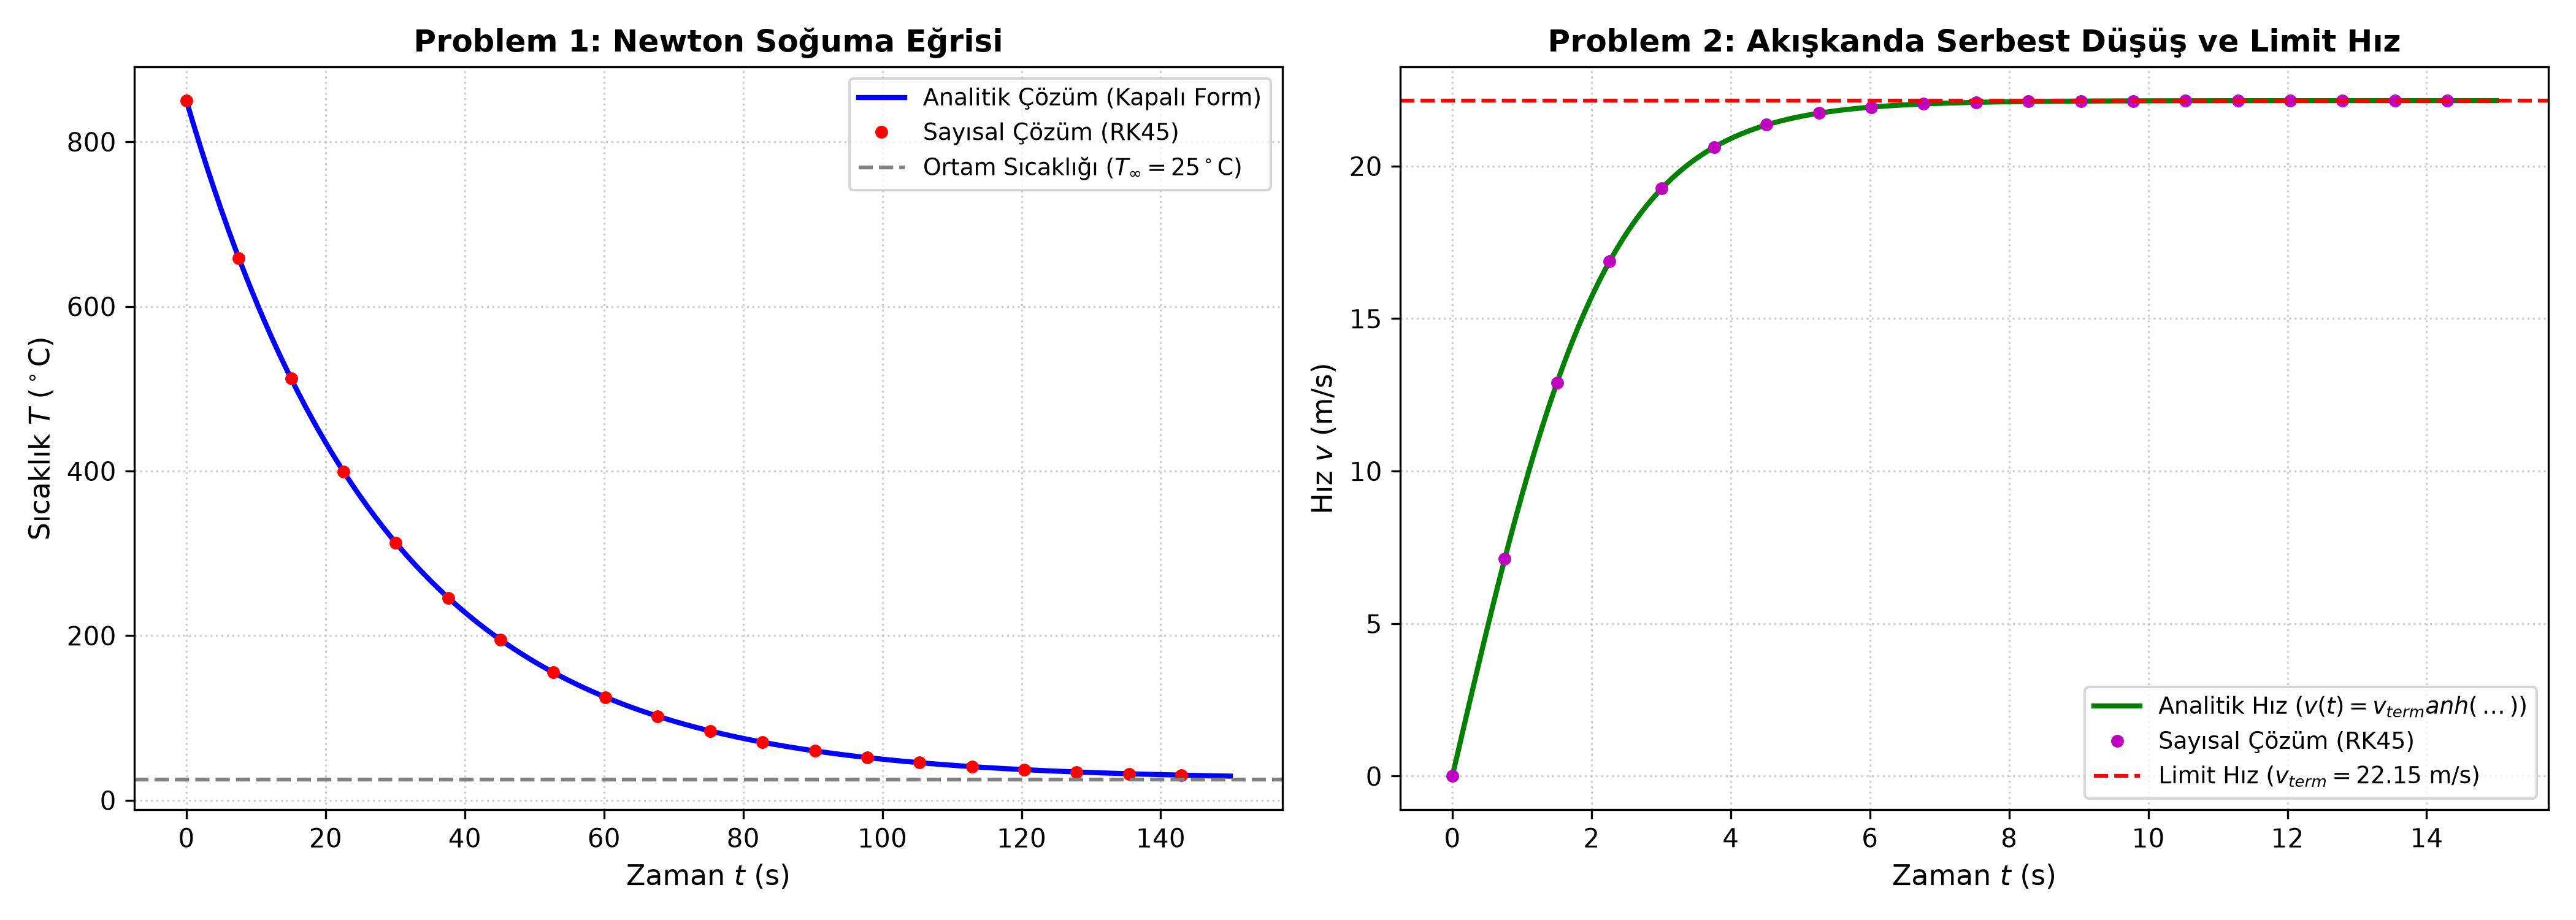 Problem 1: Newton Soğuma Eğrisi
Sıcaklık T (°C)
800
600
400
200
0
Analitik Çözüm (Kapalı Form)
Sayısal Çözüm (RK45)
Ortam Sıcaklığı (T∞ = 25°C)
0 20 40 60 80 100 120 140
Zaman t (s)
Problem 2: Akışkanda Serbest Düşüş ve Limit Hız
Hız v (m/s)
20
15
10
5
0
Analitik Hız (v(t) = v_term anh( … ))
Sayısal Çözüm (RK45)
Limit Hız (v_term = 22.15 m/s)
0 2 4 6 8 10 12 14
Zaman t (s)